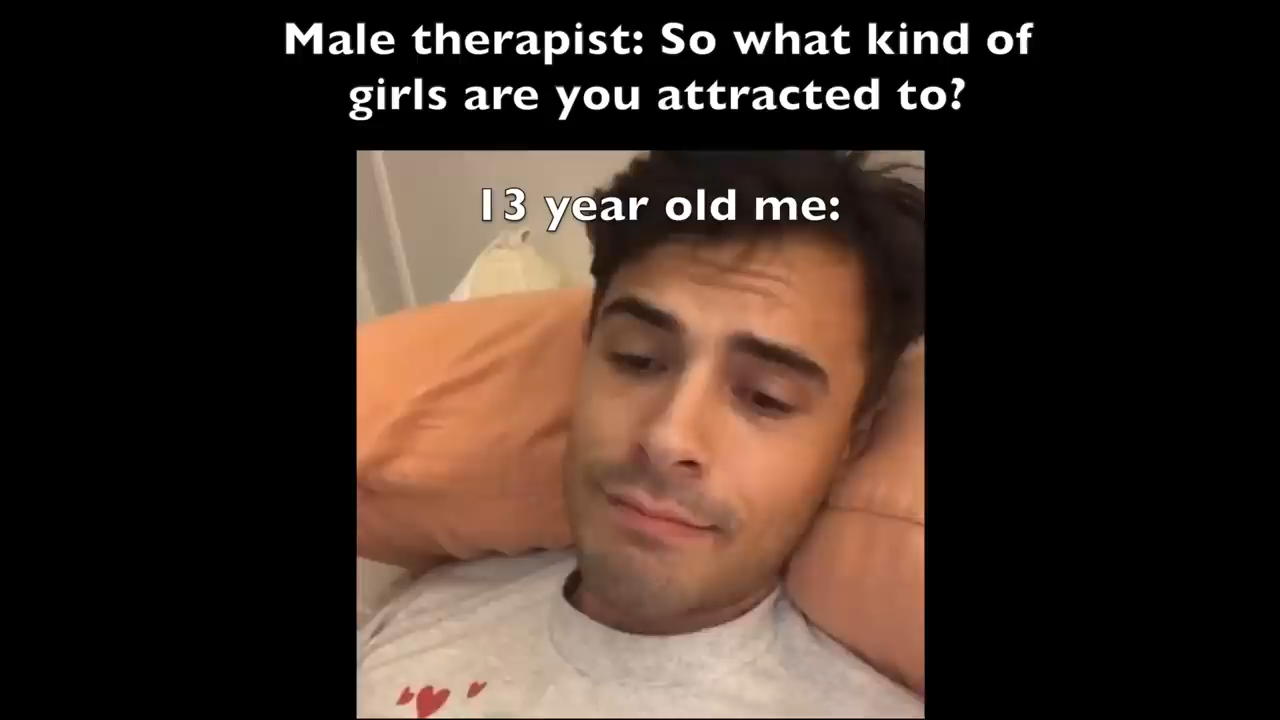 Male therapist: So what kind of
girls are you attracted to?
13 year old me: